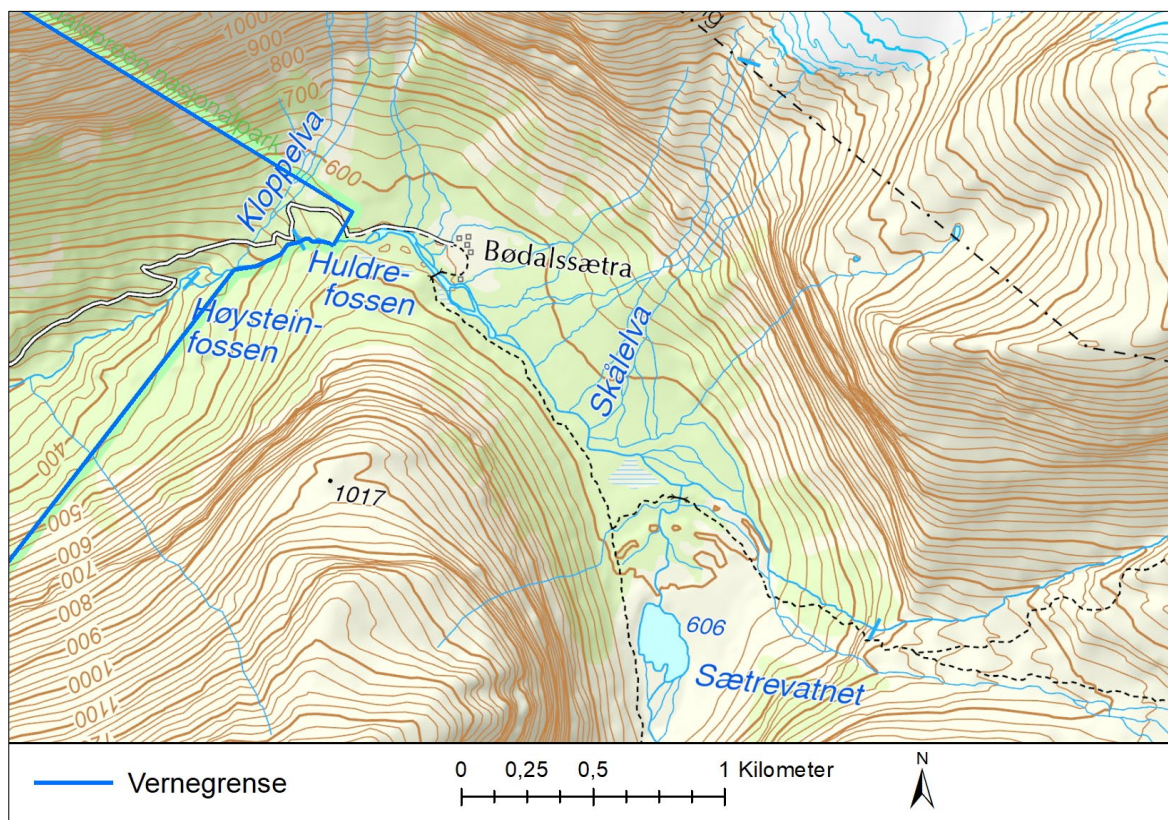 1000
900
800
700
nasjonalpark
600
Kloppelva
Bødalssætra
Huldre-
fossen
Høystein-
fossen
Skålelva
400
1017
500
600
700
800
900
1000
1100
606
Sætrevatnet
Vernegrense
0 0,25 0,5 1 Kilometer
N